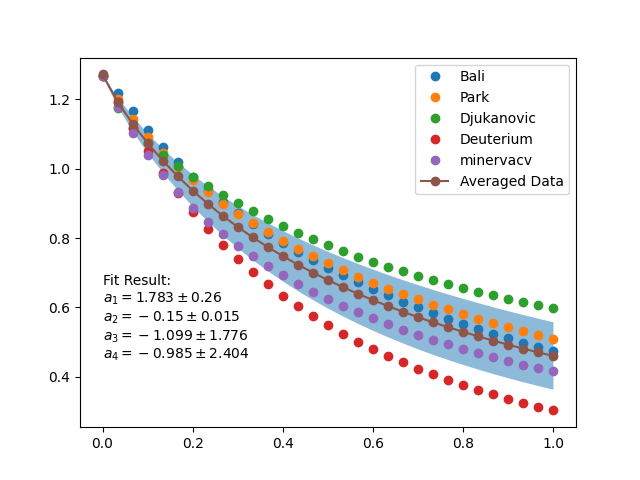 Bali
Park
Djukanovic
Deuterium
minervacv
Averaged Data
1.2
1.0
0.8
0.6
0.4
Fit Result:
a₁ = 1.783 ± 0.26
a₂ = −0.15 ± 0.015
a₃ = −1.099 ± 1.776
a₄ = −0.985 ± 2.404
0.0 0.2 0.4 0.6 0.8 1.0